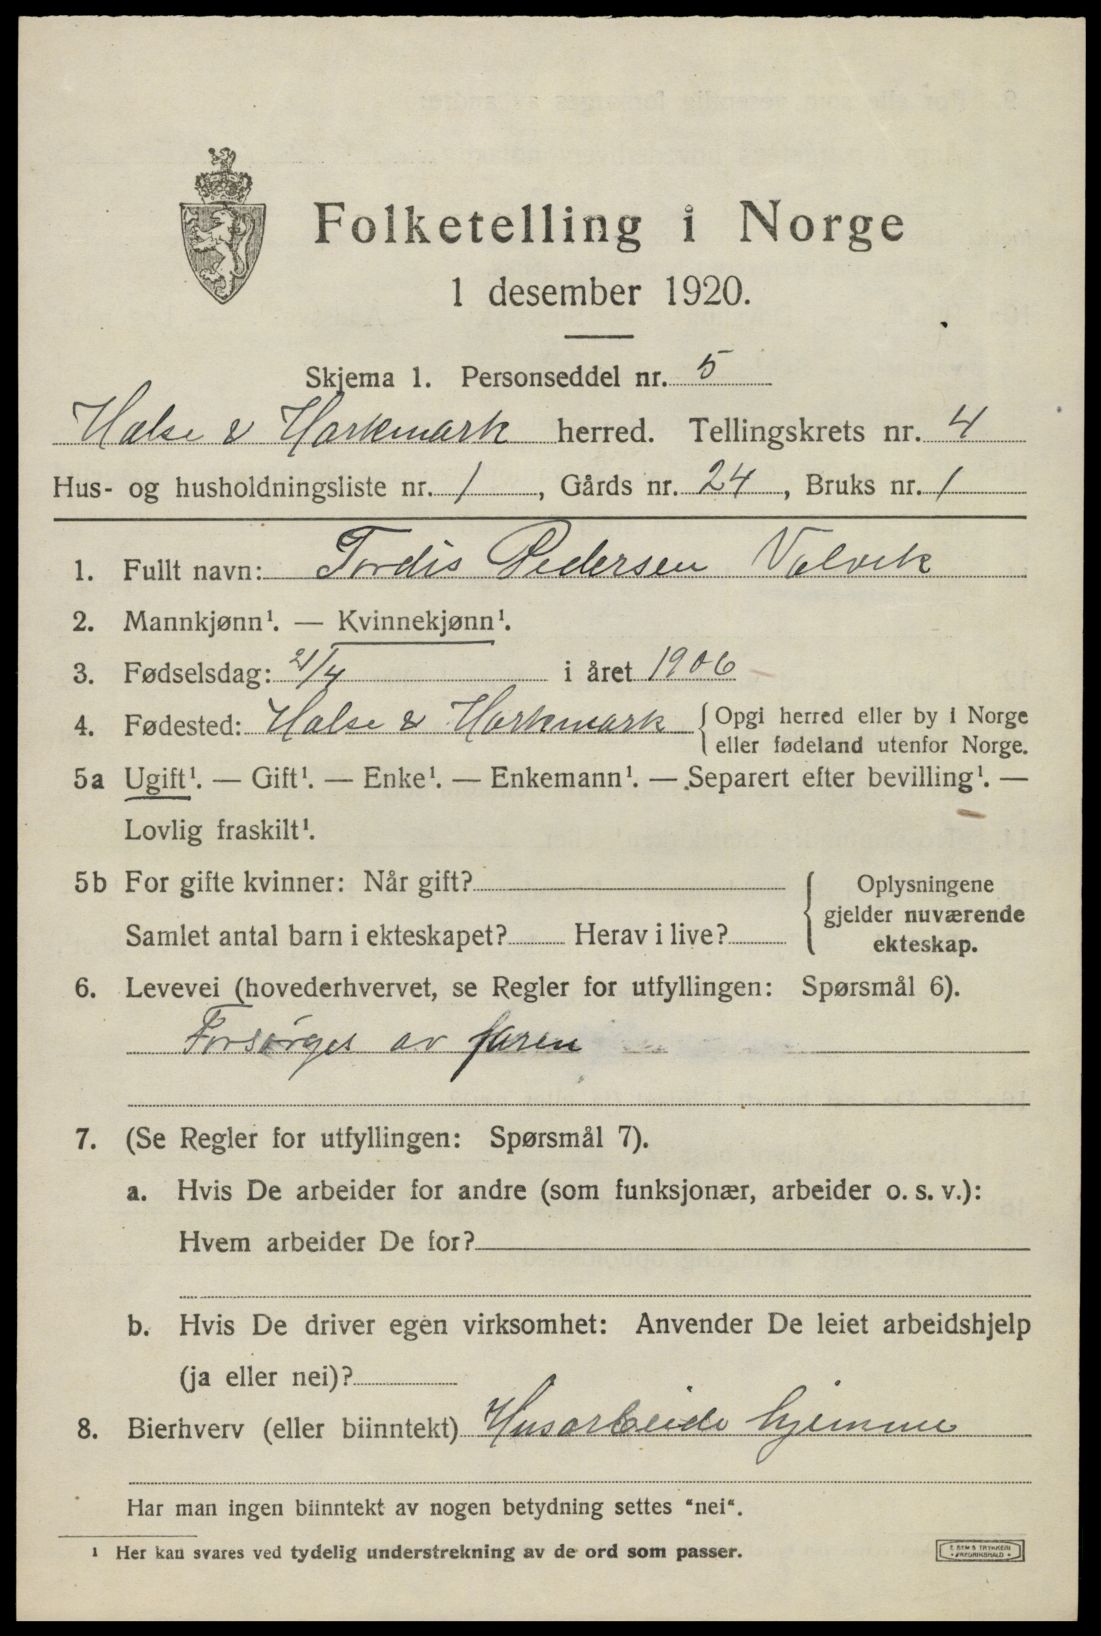 Folketelling i Norge
1 desember 1920.
Skjema 1. Personseddel nr. 5
Halse & Harkmark herred. Tellingskrets nr. 4
Hus- og husholdningsliste nr. 1, Gårds nr. 24, Bruks nr. 1
1. Fullt navn: Tordis Pedersen Valvik
2. Mannkjønn¹. — Kvinnekjønn¹.
3. Fødselsdag: 21/4 i året 1906
4. Fødested: Halse & Harkmark { Opgi herred eller by i Norge
eller fødeland utenfor Norge.
5a Ugift¹. — Gift¹. — Enke¹. — Enkemann¹. — Separert efter bevilling¹. —
Lovlig fraskilt¹.
5b For gifte kvinner: Når gift?
Samlet antal barn i ekteskapet? Herav i live?
{ Oplysningene
gjelder nuværende
ekteskap.
6. Levevei (hovederhvervet, se Regler for utfyllingen: Spørsmål 6).
Forsørges av faren
7. (Se Regler for utfyllingen: Spørsmål 7).
a. Hvis De arbeider for andre (som funksjonær, arbeider o. s. v.):
Hvem arbeider De for?
b. Hvis De driver egen virksomhet: Anvender De leiet arbeidshjelp
(ja eller nei)?
8. Bierhverv (eller biinntekt) Husarbeide hjemme
Har man ingen biinntekt av nogen betydning settes "nei".
¹ Her kan svares ved tydelig understrekning av de ord som passer.